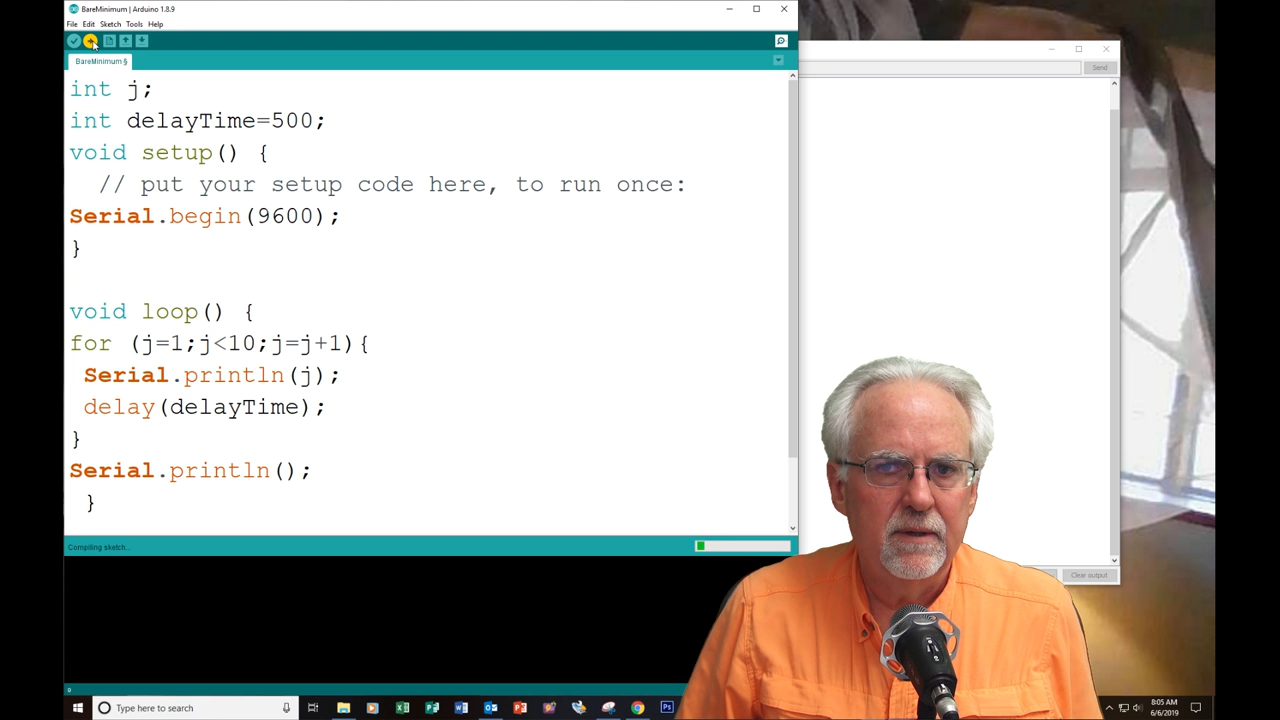 BareMinimum | Arduino 1.8.9
File Edit Sketch Tools Help
BareMinimum §
Send
int j;
int delayTime=500;
void setup() {
  // put your setup code here, to run once:
Serial.begin(9600);
}
void loop() {
for (j=1;j<10;j=j+1){
 Serial.println(j);
 delay(delayTime);
}
Serial.println();
 }
Compiling sketch...
Clear output
Type here to search
8:05 AM
6/6/2019